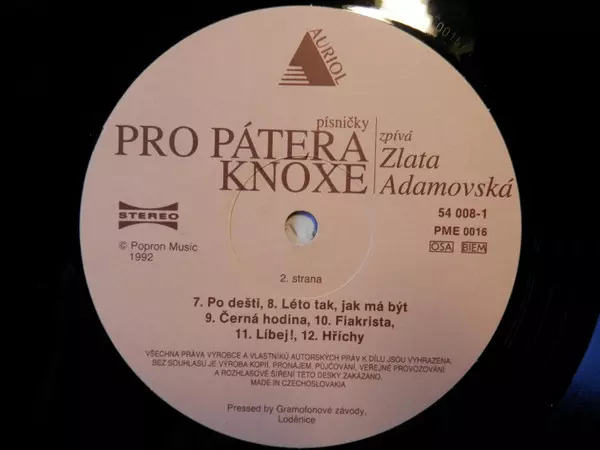 AURIOL
písničky
PRO PÁTERA
KNOXE
zpívá
Zlata
Adamovská
STEREO
54 008-1
PME 0016
OSA BIEM
© Popron Music
1992
2. strana
7. Po dešti, 8. Léto tak, jak má být
9. Černá hodina, 10. Fiakrista,
11. Líbej!, 12. Hříchy
VŠECHNA PRÁVA VÝROBCE A VLASTNÍKŮ AUTORSKÝCH PRÁV K DÍLU JSOU VYHRAZENA.
BEZ SOUHLASU JE VÝROBA KOPIÍ, PRONÁJEM, PŮJČOVÁNÍ, VEŘEJNÉ PROVOZOVÁNÍ
A ROZHLASOVÉ ŠÍŘENÍ TÉTO DESKY ZAKÁZÁNO.
MADE IN CZECHOSLOVAKIA
Pressed by Gramofonové závody,
Loděnice